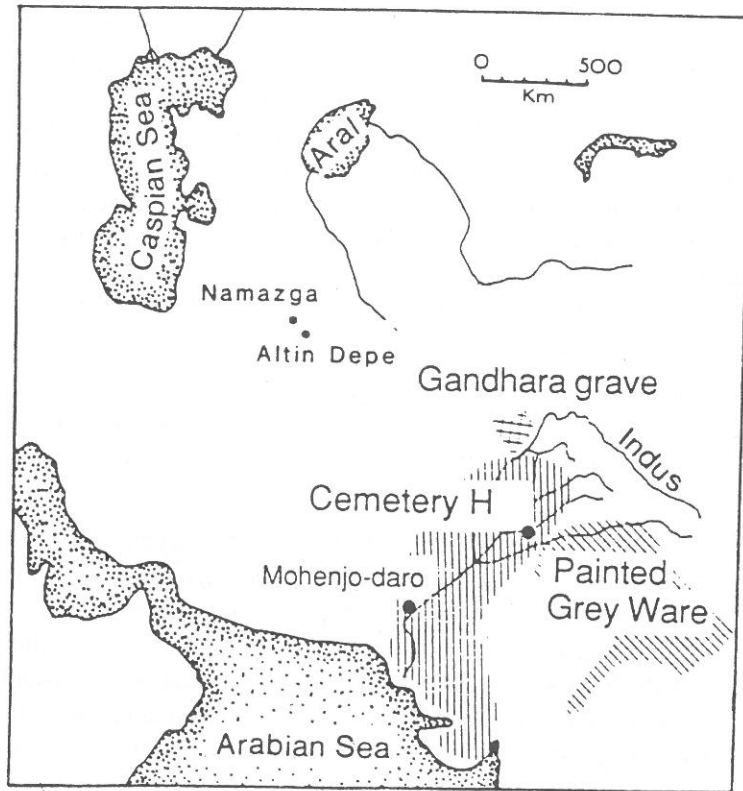 0 500
Km
Caspian Sea
Aral
Namazga
Altin Depe
Gandhara grave
Indus
Cemetery H
Mohenjo-daro
Painted
Grey Ware
Arabian Sea